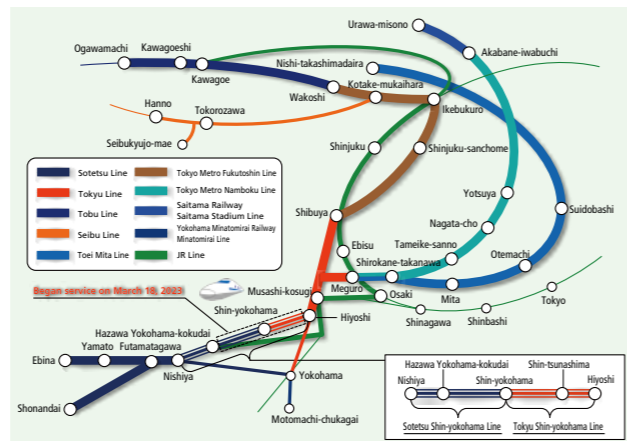 Urawa-misono
Ogawamachi
Kawagoeshi
Akabane-iwabuchi
Nishi-takashimadaira
Kawagoe
Kotake-mukaihara
Wakoshi
Hanno
Tokorozawa
Ikebukuro
Seibukyujo-mae
Shinjuku
Shinjuku-sanchome
Sotetsu Line
Tokyu Line
Tobu Line
Seibu Line
Toei Mita Line
Tokyo Metro Fukutoshin Line
Tokyo Metro Namboku Line
Saitama Railway
Saitama Stadium Line
Yokohama Minatomirai Railway
Minatomirai Line
JR Line
Yotsuya
Suidobashi
Shibuya
Nagata-cho
Ebisu
Tameike-sanno
Shirokane-takanawa
Otemachi
Began service on March 18, 2023
Musashi-kosugi
Meguro
Mita
Tokyo
Osaki
Shin-yokohama
Shinagawa
Shinbashi
Hiyoshi
Hazawa Yokohama-kokudai
Yamato
Futamatagawa
Ebina
Nishiya
Yokohama
Shonandai
Motomachi-chukagai
Hazawa Yokohama-kokudai
Shin-tsunashima
Nishiya
Shin-yokohama
Hiyoshi
Sotetsu Shin-yokohama Line
Tokyu Shin-yokohama Line